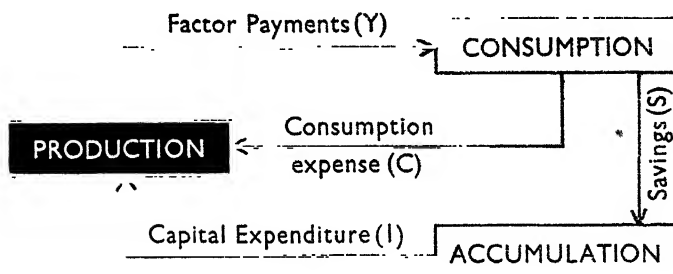 Factor Payments (Y)
CONSUMPTION
Consumption
expense (C)
PRODUCTION
Savings (S)
Capital Expenditure (I)
ACCUMULATION